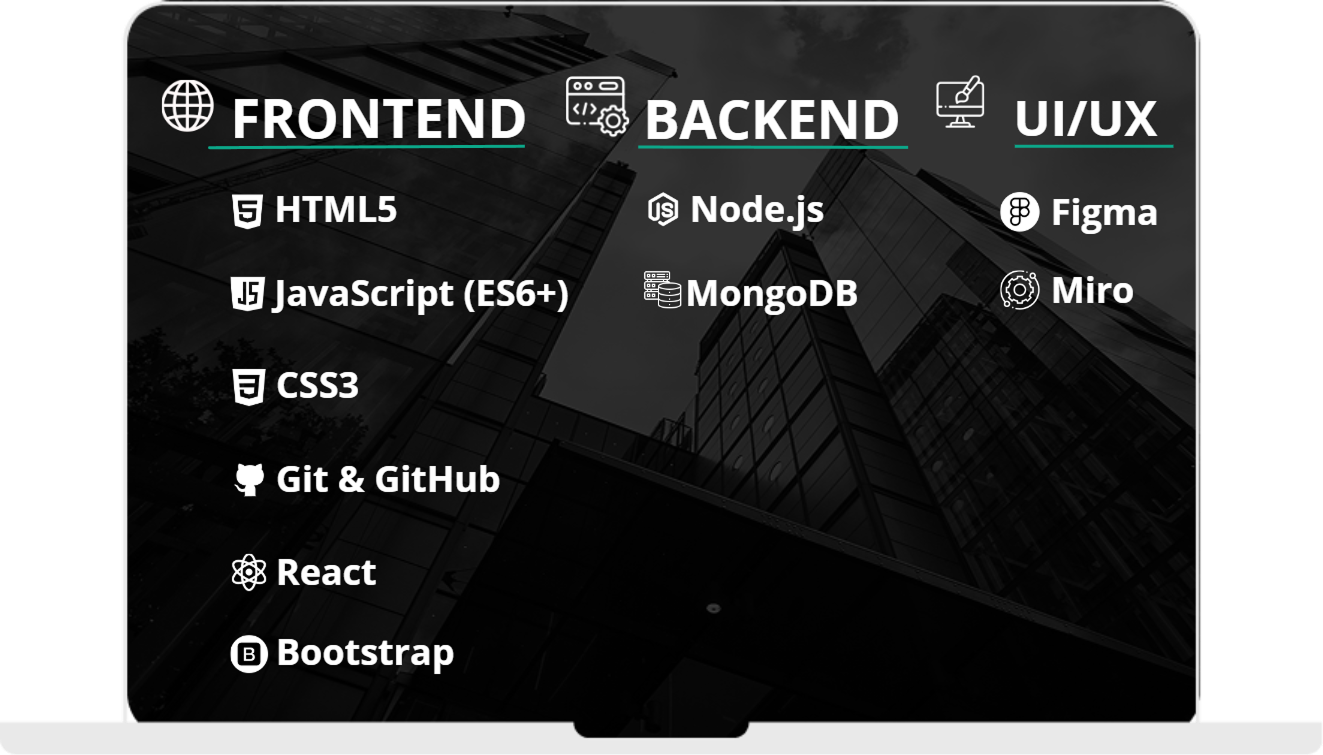 FRONTEND
HTML5
JavaScript (ES6+)
CSS3
Git & GitHub
React
Bootstrap
BACKEND
Node.js
MongoDB
UI/UX
Figma
Miro